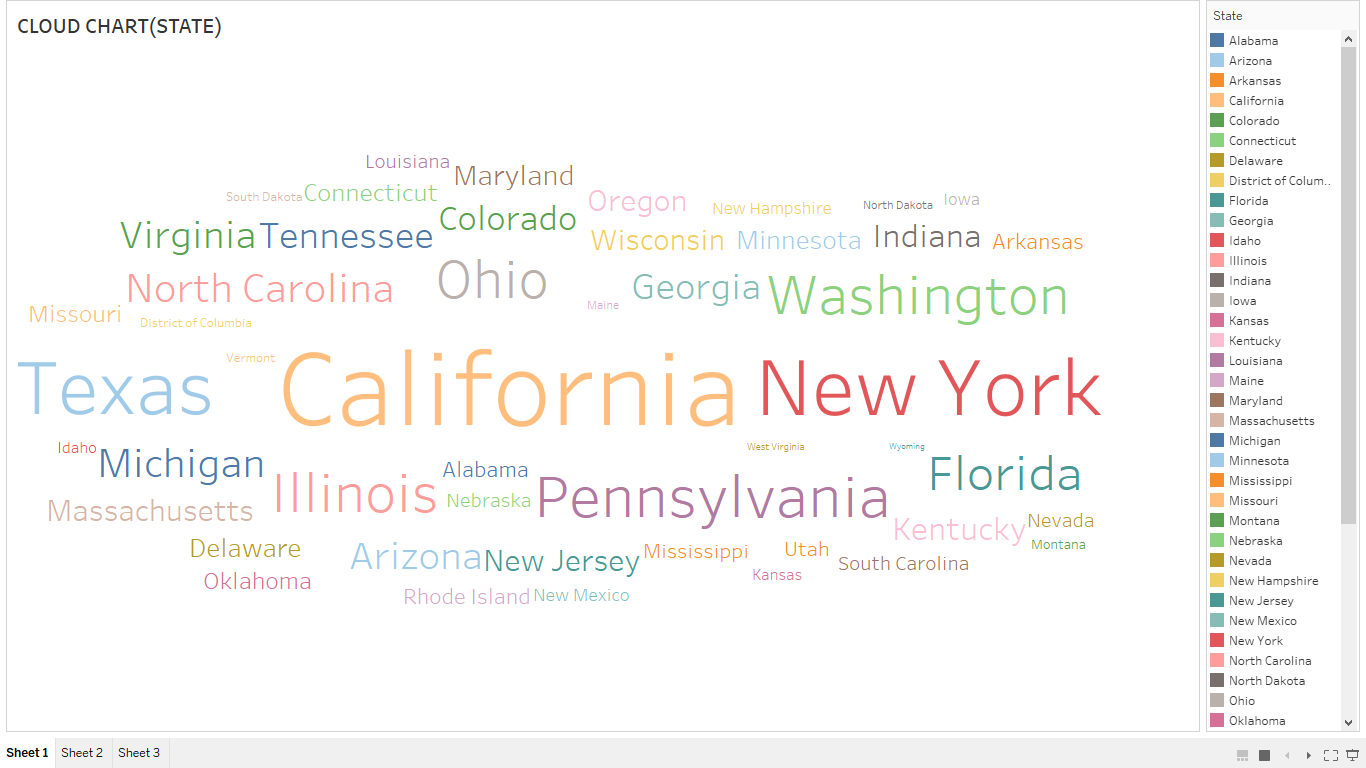 CLOUD CHART(STATE)
Louisiana
Maryland
South Dakota
Connecticut
Oregon
New Hampshire
North Dakota
Iowa
Virginia
Tennessee
Colorado
Wisconsin
Minnesota
Indiana
Arkansas
North Carolina
Ohio
Georgia
Washington
Maine
Missouri
District of Columbia
Vermont
Texas
California
New York
Idaho
Michigan
West Virginia
Wyoming
Alabama
Florida
Illinois
Nebraska
Pennsylvania
Massachusetts
Kentucky
Nevada
Montana
Delaware
Arizona
New Jersey
Mississippi
Utah
South Carolina
Kansas
Oklahoma
Rhode Island
New Mexico
State
Alabama
Arizona
Arkansas
California
Colorado
Connecticut
Delaware
District of Colum..
Florida
Georgia
Idaho
Illinois
Indiana
Iowa
Kansas
Kentucky
Louisiana
Maine
Maryland
Massachusetts
Michigan
Minnesota
Mississippi
Missouri
Montana
Nebraska
Nevada
New Hampshire
New Jersey
New Mexico
New York
North Carolina
North Dakota
Ohio
Oklahoma
Sheet 1
Sheet 2
Sheet 3